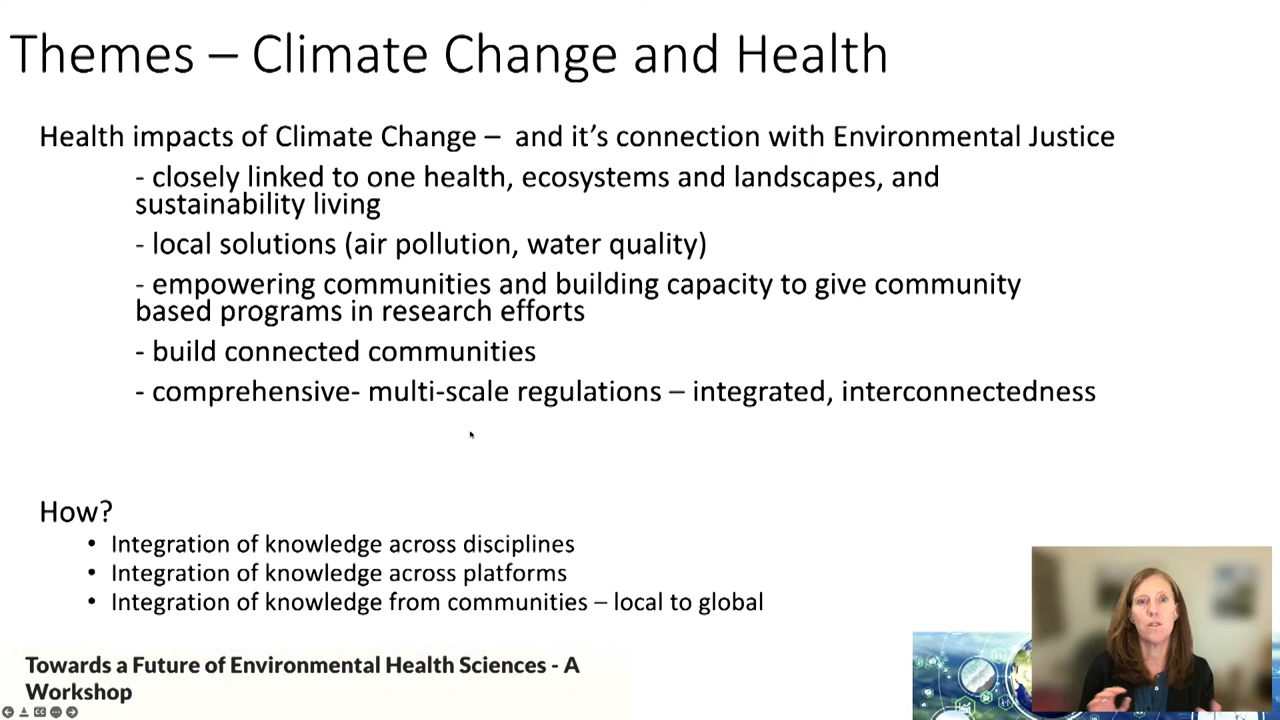 Themes – Climate Change and Health
Health impacts of Climate Change – and it's connection with Environmental Justice
- closely linked to one health, ecosystems and landscapes, and
sustainability living
- local solutions (air pollution, water quality)
- empowering communities and building capacity to give community
based programs in research efforts
- build connected communities
- comprehensive- multi-scale regulations – integrated, interconnectedness
How?
• Integration of knowledge across disciplines
• Integration of knowledge across platforms
• Integration of knowledge from communities – local to global
Towards a Future of Environmental Health Sciences - A
Workshop